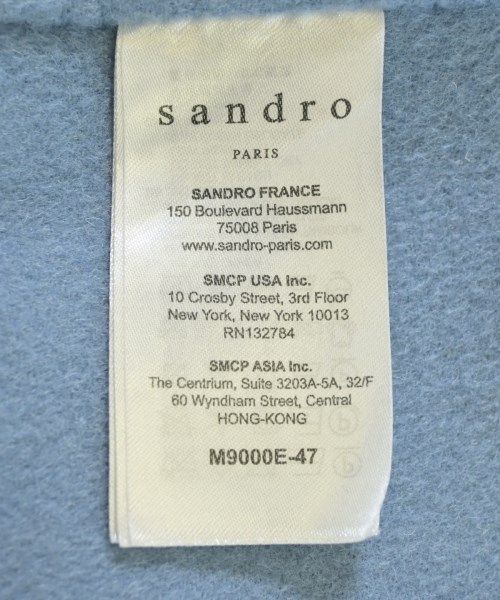 sandro
PARIS
SANDRO FRANCE
150 Boulevard Haussmann
75008 Paris
www.sandro-paris.com
SMCP USA Inc.
10 Crosby Street, 3rd Floor
New York, New York 10013
RN132784
SMCP ASIA Inc.
The Centrium, Suite 3203A-5A, 32/F
60 Wyndham Street, Central
HONG-KONG
M9000E-47